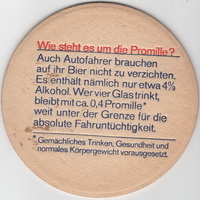 Wie steht es um die Promille?
Auch Autofahrer brauchen
auf ihr Bier nicht zu verzichten.
Es enthält nämlich nur etwa 4%
Alkohol. Wer vier Glas trinkt,
bleibt mit ca. 0,4 Promille*
weit unter der Grenze für die
absolute Fahruntüchtigkeit.
* Gemächliches Trinken, Gesundheit und
normales Körpergewicht vorausgesetzt.